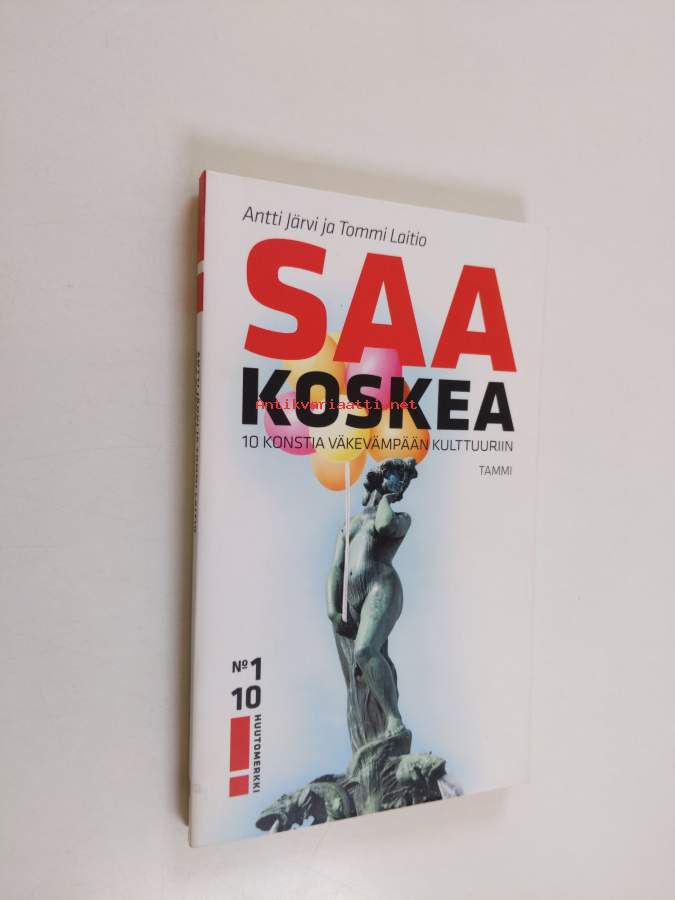 Antti Järvi ja Tommi Laitio
SAA
KOSKEA
Antikvariaatti.net
10 KONSTIA VÄKEVÄMPÄÄN KULTTUURIIN
TAMMI
Nº1
10
HUUTOMERKKI